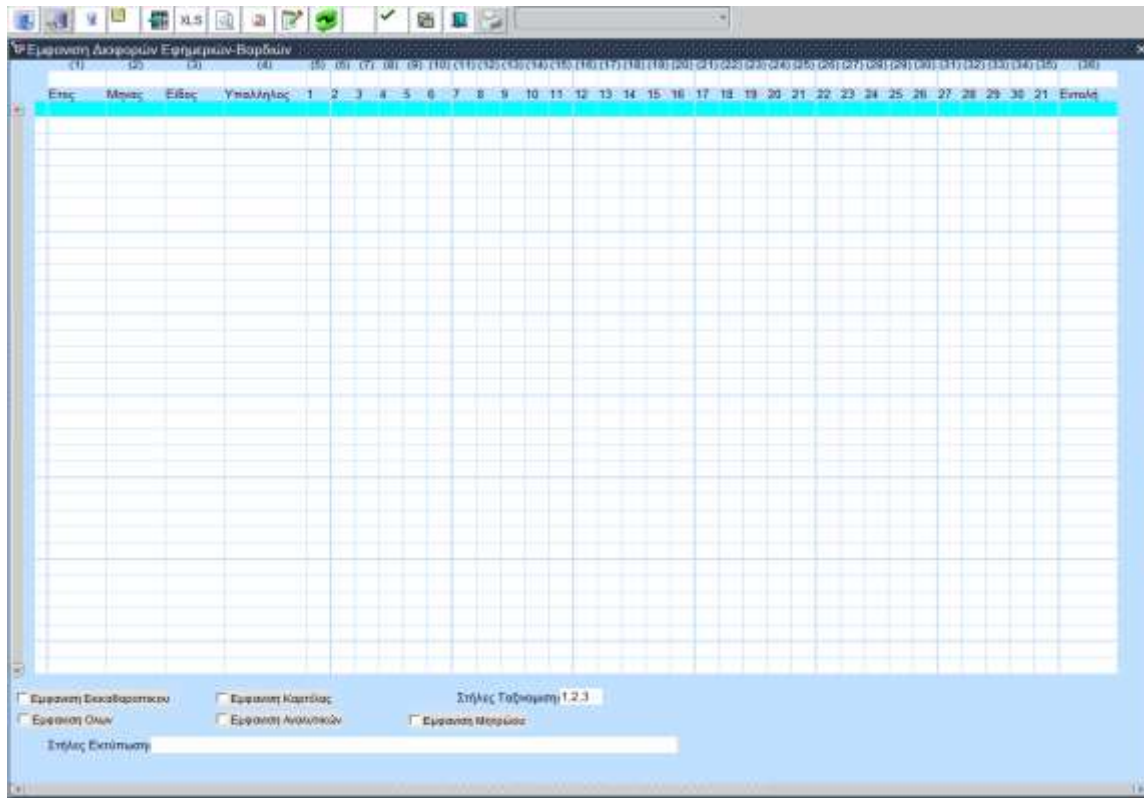 XLS
Εμφανιση Διαφορών Εφημεριών-Βαρδιών
(1) (2) (3) (4) (5) (6) (7) (8) (9) (10) (11) (12) (13) (14) (15) (16) (17) (18) (19) (20) (21) (22) (23) (24) (25) (26) (27) (28) (29) (30) (31) (32) (33) (34) (35) (36)
Ετος Μηνας Είδος Υπαλληλος 1 2 3 4 5 6 7 8 9 10 11 12 13 14 15 16 17 18 19 20 21 22 23 24 25 26 27 28 29 30 21 Εντολή
Εμφανιση Εκκαθαριστικου Εμφανιση Καρτέλας Στήλες Ταξινομιση 1,2,3
Εμφανιση Ολων Εμφανιση Αναλυτικών Εμφανιση Μητρώου
Στήλες Εκτύπωση